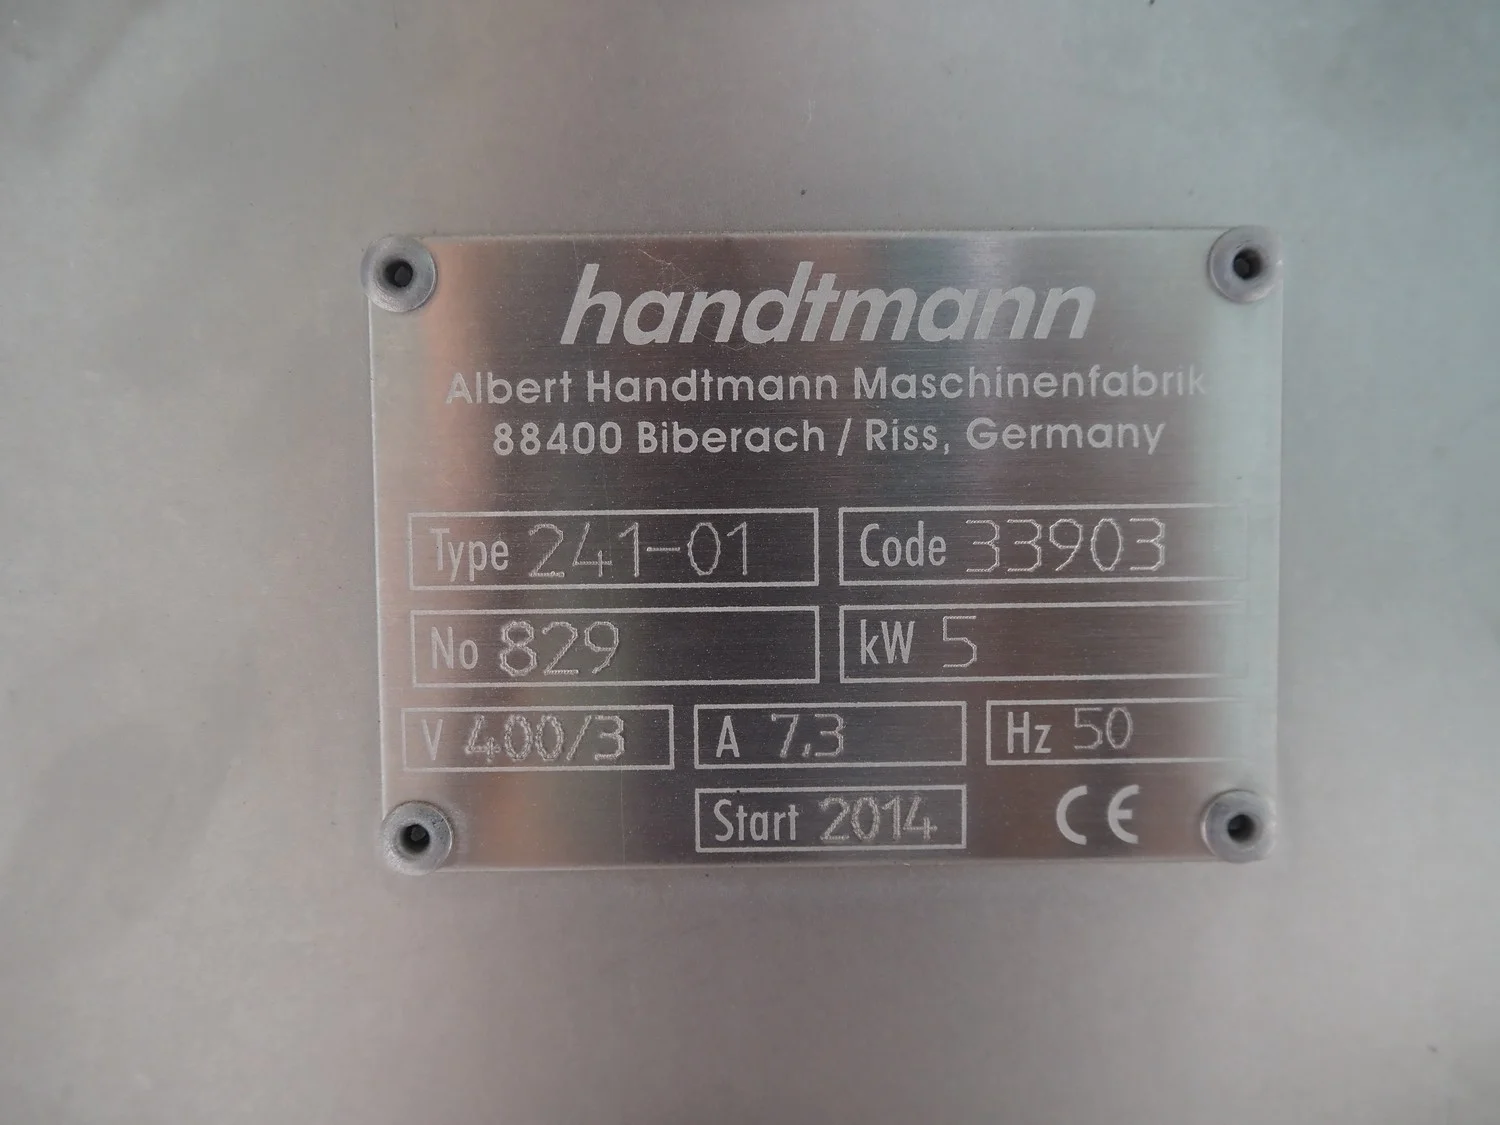 handtmann
Albert Handtmann Maschinenfabrik
88400 Biberach / Riss, Germany
Type 241-01 Code 33903
No 829 kW 5
V 400/3 A 7.3 Hz 50
Start 2014 CE